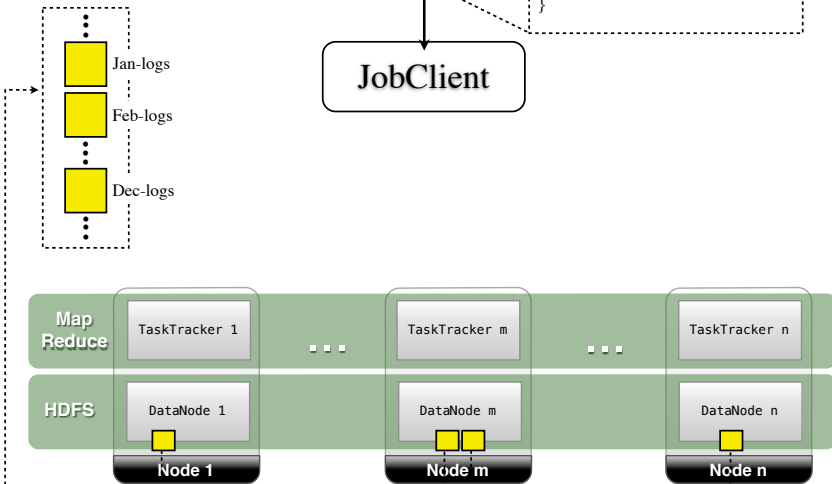 }
JobClient
Jan-logs
Feb-logs
Dec-logs
Map
Reduce
TaskTracker 1
...
TaskTracker m
...
TaskTracker n
HDFS
DataNode 1
DataNode m
DataNode n
Node 1
Node m
Node n